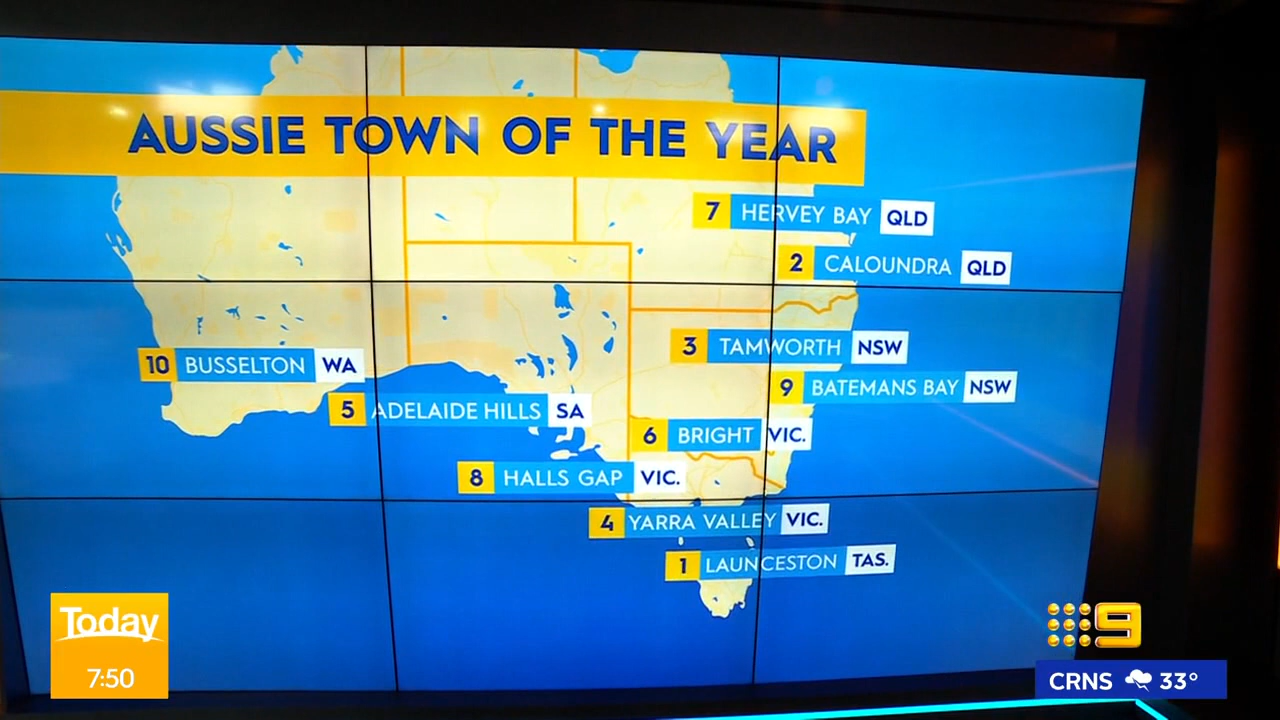 AUSSIE TOWN OF THE YEAR
7 HERVEY BAY QLD
2 CALOUNDRA QLD
3 TAMWORTH NSW
10 BUSSELTON WA
9 BATEMANS BAY NSW
5 ADELAIDE HILLS SA
6 BRIGHT VIC.
8 HALLS GAP VIC.
4 YARRA VALLEY VIC.
1 LAUNCESTON TAS.
Today
7:50
9
CRNS 33°